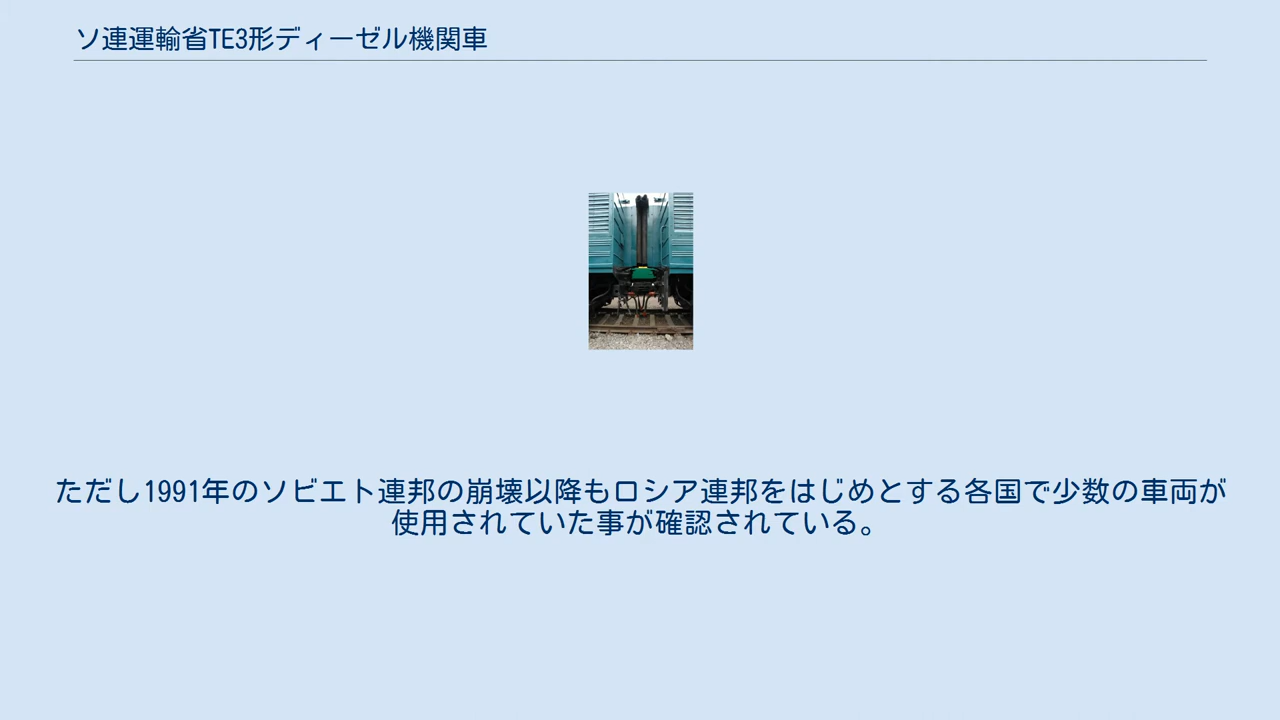 ソ連運輸省TE3形ディーゼル機関車
ただし1991年のソビエト連邦の崩壊以降もロシア連邦をはじめとする各国で少数の車両が
使用されていた事が確認されている。